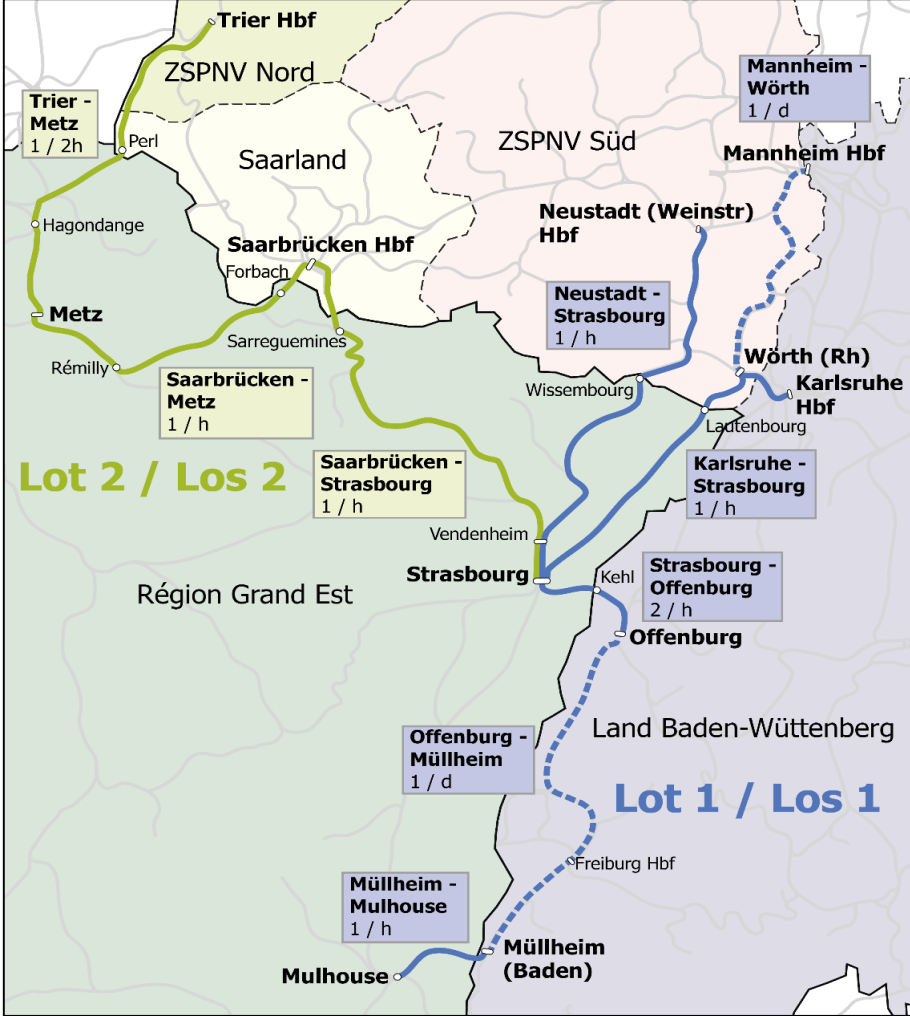 Trier Hbf
ZSPNV Nord
Mannheim -
Wörth
1 / d
Trier -
Metz
1 / 2h
Perl
Saarland
ZSPNV Süd
Mannheim Hbf
Hagondange
Neustadt (Weinstr)
Hbf
Saarbrücken Hbf
Forbach
Neustadt -
Strasbourg
1 / h
Metz
Sarreguemines
Rémilly
Wörth (Rh)
Karlsruhe
Hbf
Wissembourg
Saarbrücken -
Metz
1 / h
Lautenbourg
Lot 2 / Los 2
Saarbrücken -
Strasbourg
1 / h
Karlsruhe -
Strasbourg
1 / h
Vendenheim
Strasbourg
Kehl
Strasbourg -
Offenburg
2 / h
Région Grand Est
Offenburg
Land Baden-Wüttenberg
Offenburg -
Müllheim
1 / d
Lot 1 / Los 1
Freiburg Hbf
Müllheim -
Mulhouse
1 / h
Müllheim
(Baden)
Mulhouse